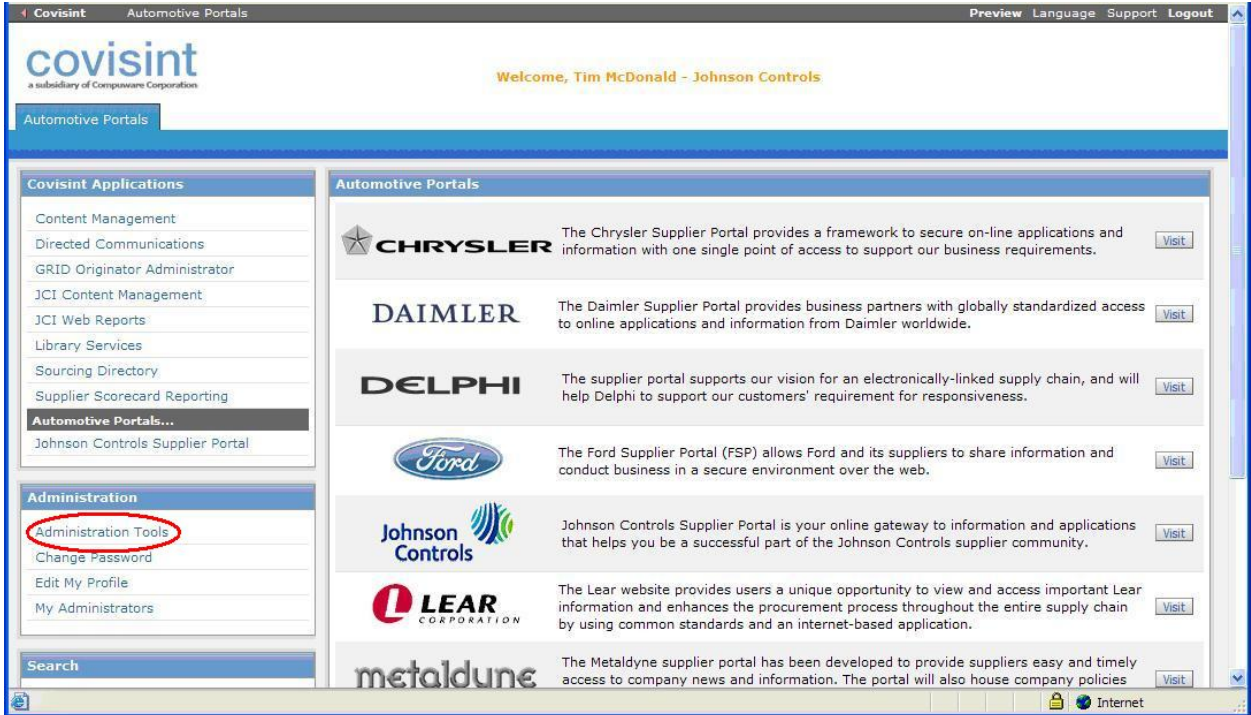 Covisint Automotive Portals Preview Language Support Logout
covisint
a subsidiary of Compuware Corporation
Welcome, Tim McDonald - Johnson Controls
Automotive Portals
Covisint Applications
Content Management
Directed Communications
GRID Originator Administrator
JCI Content Management
JCI Web Reports
Library Services
Sourcing Directory
Supplier Scorecard Reporting
Automotive Portals...
Johnson Controls Supplier Portal
Administration
Administration Tools
Change Password
Edit My Profile
My Administrators
Search
Automotive Portals
CHRYSLER
The Chrysler Supplier Portal provides a framework to secure on-line applications and
information with one single point of access to support our business requirements.
Visit
DAIMLER
The Daimler Supplier Portal provides business partners with globally standardized access
to online applications and information from Daimler worldwide.
Visit
DELPHI
The supplier portal supports our vision for an electronically-linked supply chain, and will
help Delphi to support our customers' requirement for responsiveness.
Visit
Ford
The Ford Supplier Portal (FSP) allows Ford and its suppliers to share information and
conduct business in a secure environment over the web.
Visit
Johnson
Controls
Johnson Controls Supplier Portal is your online gateway to information and applications
that helps you be a successful part of the Johnson Controls supplier community.
Visit
LEAR
CORPORATION
The Lear website provides users a unique opportunity to view and access important Lear
information and enhances the procurement process throughout the entire supply chain
by using common standards and an internet-based application.
Visit
metaldyne
The Metaldyne supplier portal has been developed to provide suppliers easy and timely
access to company news and information. The portal will also house company policies
Visit
Internet